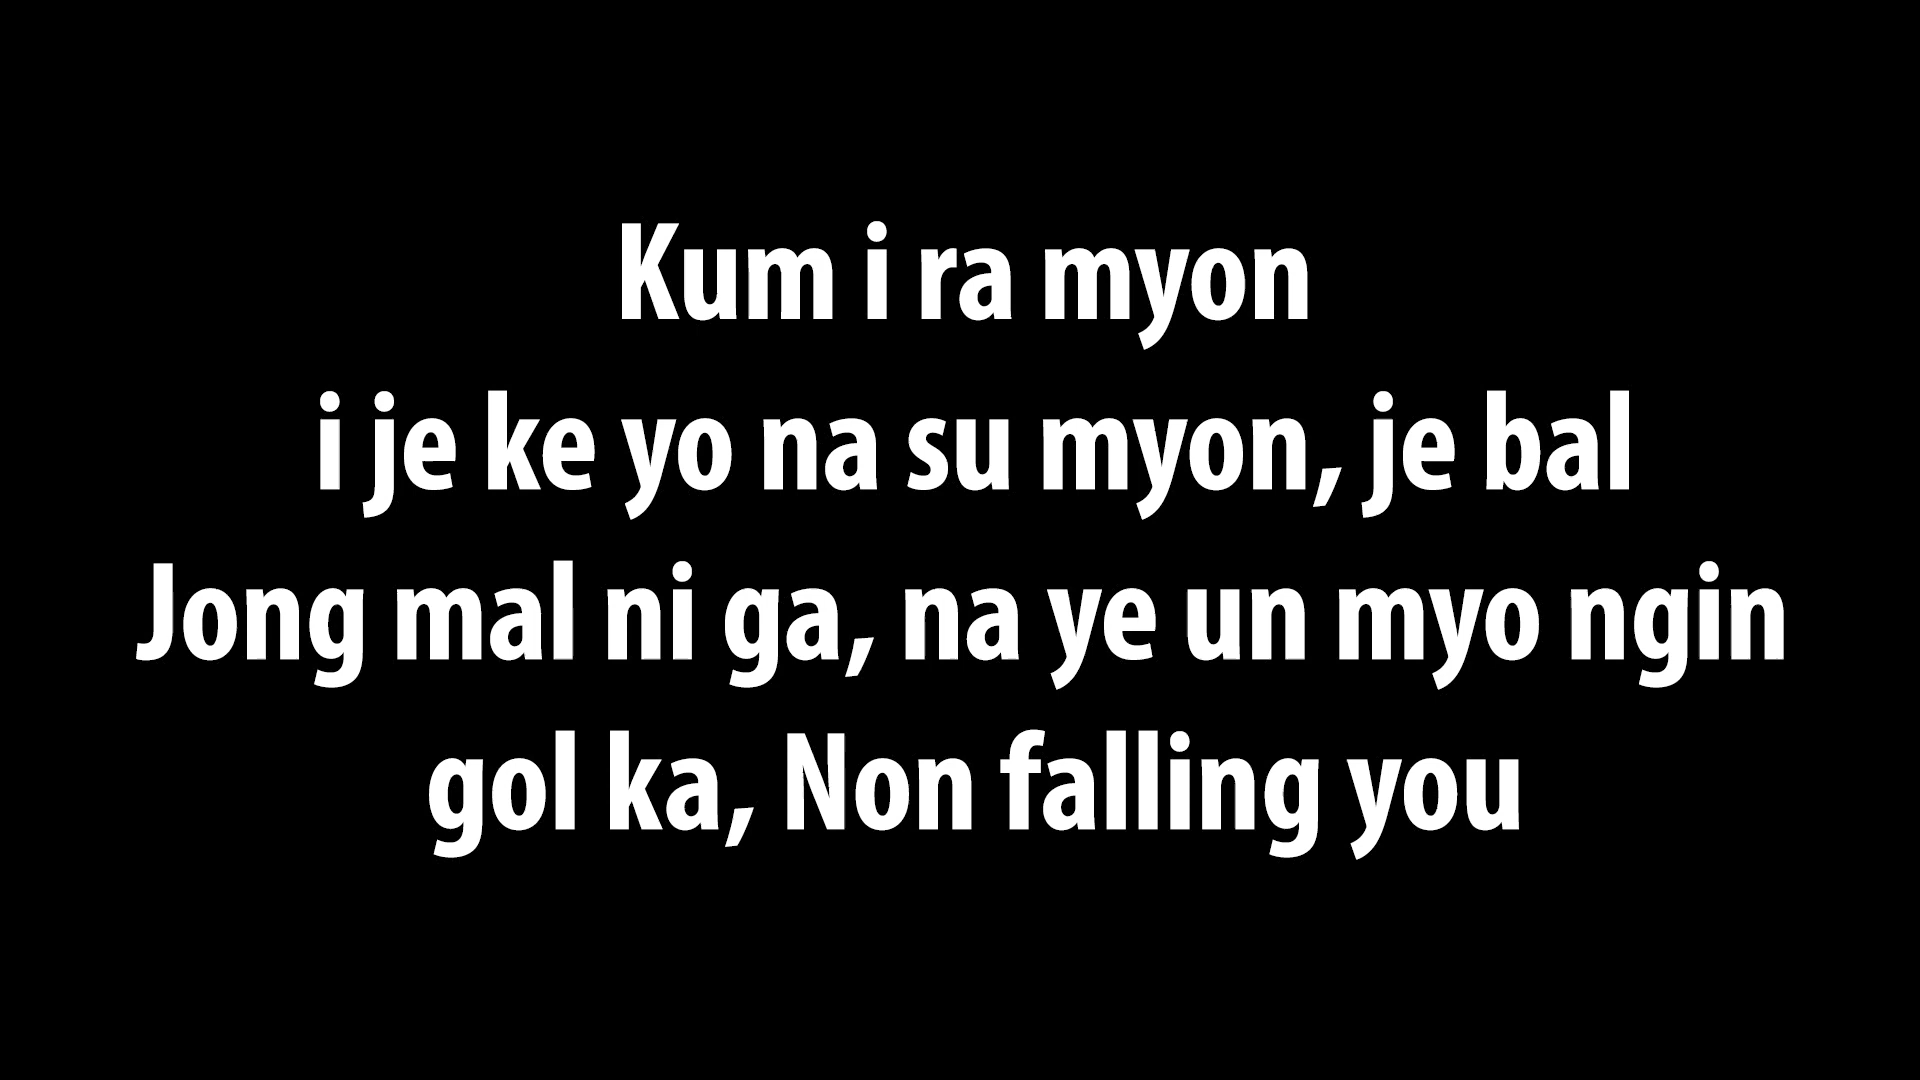 Kum i ra myon
i je ke yo na su myon, je bal
Jong mal ni ga, na ye un myo ngin
gol ka, Non falling you